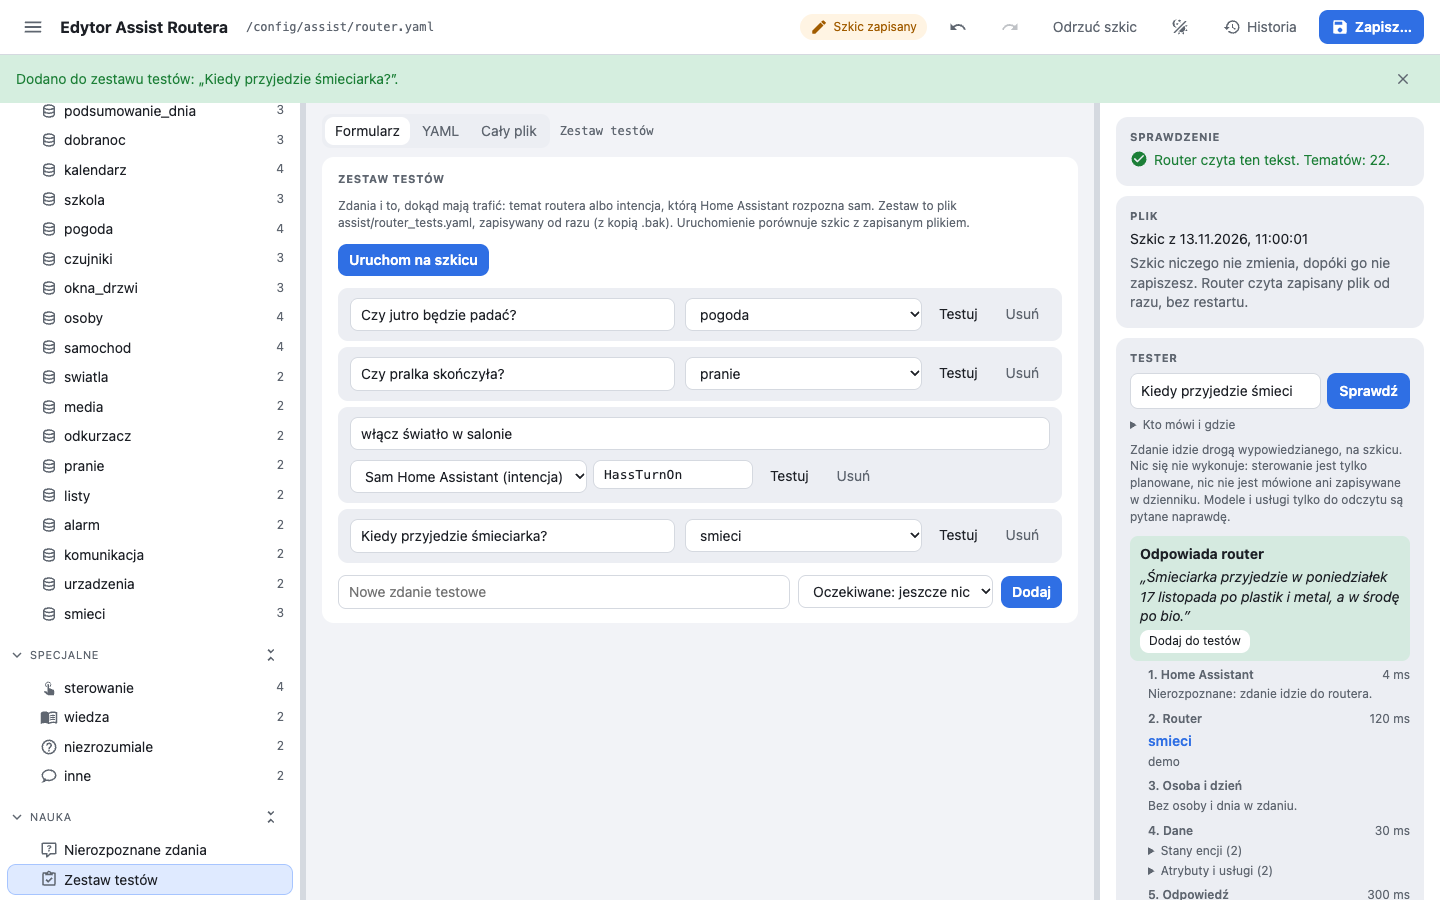 Edytor Assist Routera
/config/assist/router.yaml
Szkic zapisany
Odrzuć szkic
Historia
Zapisz...
Dodano do zestawu testów: „Kiedy przyjedzie śmieciarka?”.
podsumowanie_dnia 3
dobranoc 3
kalendarz 4
szkola 3
pogoda 4
czujniki 3
okna_drzwi 3
osoby 4
samochod 4
swiatla 2
media 2
odkurzacz 2
pranie 2
listy 2
alarm 2
komunikacja 2
urzadzenia 2
smieci 3
SPECJALNE
sterowanie 4
wiedza 2
niezrozumiale 2
inne 2
NAUKA
Nierozpoznane zdania
Zestaw testów
Formularz YAML Cały plik Zestaw testów
ZESTAW TESTÓW
Zdania i to, dokąd mają trafić: temat routera albo intencja, którą Home Assistant rozpozna sam. Zestaw to plik
assist/router_tests.yaml, zapisywany od razu (z kopią .bak). Uruchomienie porównuje szkic z zapisanym plikiem.
Uruchom na szkicu
Czy jutro będzie padać? pogoda Testuj Usuń
Czy pralka skończyła? pranie Testuj Usuń
włącz światło w salonie
Sam Home Assistant (intencja) HassTurnOn Testuj Usuń
Kiedy przyjedzie śmieciarka? smieci Testuj Usuń
Nowe zdanie testowe Oczekiwane: jeszcze nic Dodaj
SPRAWDZENIE
Router czyta ten tekst. Tematów: 22.
PLIK
Szkic z 13.11.2026, 11:00:01
Szkic niczego nie zmienia, dopóki go nie
zapiszesz. Router czyta zapisany plik od
razu, bez restartu.
TESTER
Kiedy przyjedzie śmieci Sprawdź
Kto mówi i gdzie
Zdanie idzie drogą wypowiedzianego, na szkicu.
Nic się nie wykonuje: sterowanie jest tylko
planowane, nic nie jest mówione ani zapisywane
w dzienniku. Modele i usługi tylko do odczytu są
pytane naprawdę.
Odpowiada router
„Śmieciarka przyjedzie w poniedziałek
17 listopada po plastik i metal, a w środę
po bio.”
Dodaj do testów
1. Home Assistant 4 ms
Nierozpoznane: zdanie idzie do routera.
2. Router 120 ms
smieci
demo
3. Osoba i dzień
Bez osoby i dnia w zdaniu.
4. Dane 30 ms
Stany encji (2)
Atrybuty i usługi (2)
5. Odpowiedź 300 ms